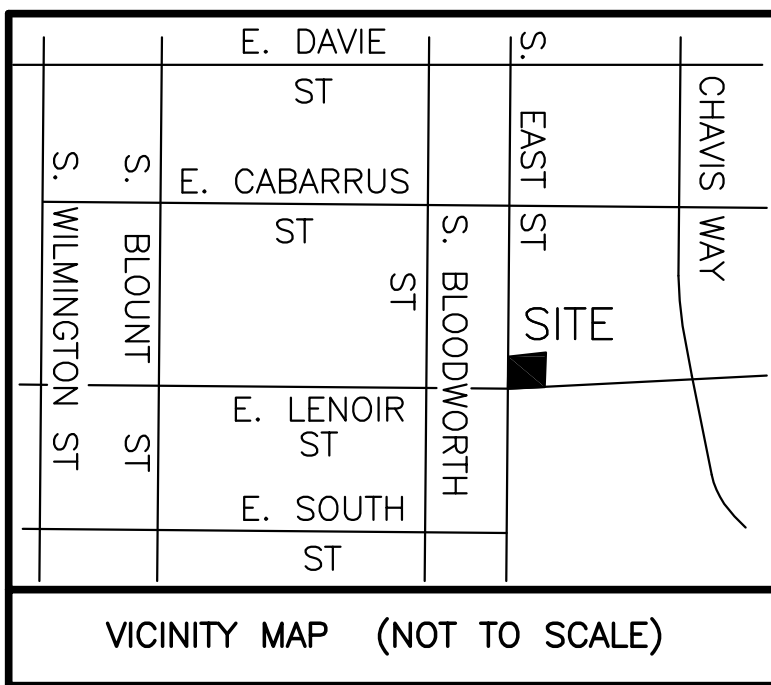 E. DAVIE
ST
S. EAST ST
CHAVIS WAY
S. WILMINGTON ST
S. BLOUNT ST
E. CABARRUS
ST
S. BLOODWORTH
ST
SITE
E. LENOIR
ST
E. SOUTH
ST
VICINITY MAP (NOT TO SCALE)